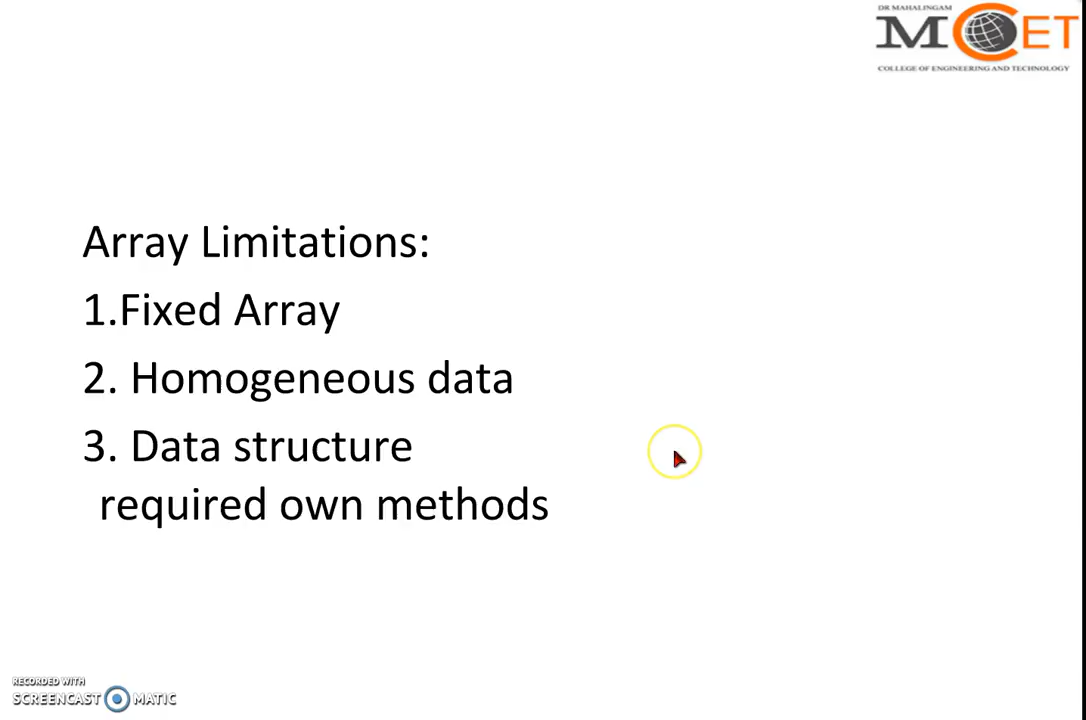 DR MAHALINGAM
MCET
COLLEGE OF ENGINEERING AND TECHNOLOGY
Array Limitations:
1.Fixed Array
2. Homogeneous data
3. Data structure
required own methods
RECORDED WITH
SCREENCAST MATIC